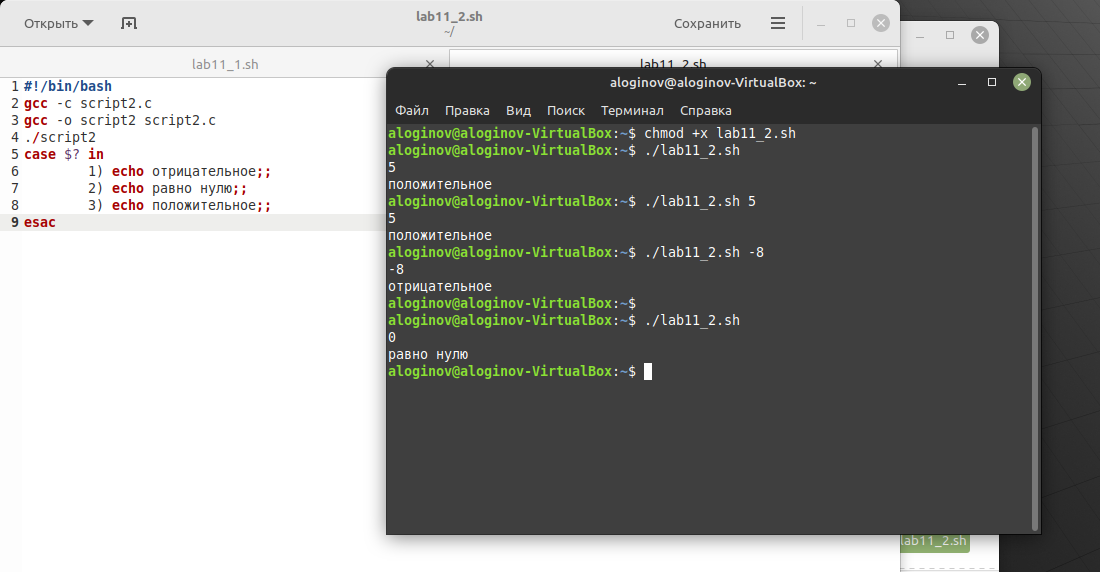 Открыть
lab11_2.sh
~/
Сохранить
lab11_1.sh
lab11_2.sh
1 #!/bin/bash
2 gcc -c script2.c
3 gcc -o script2 script2.c
4 ./script2
5 case $? in
6 1) echo отрицательное;;
7 2) echo равно нулю;;
8 3) echo положительное;;
9 esac
aloginov@aloginov-VirtualBox: ~
Файл Правка Вид Поиск Терминал Справка
aloginov@aloginov-VirtualBox:~$ chmod +x lab11_2.sh
aloginov@aloginov-VirtualBox:~$ ./lab11_2.sh
5
положительное
aloginov@aloginov-VirtualBox:~$ ./lab11_2.sh 5
5
положительное
aloginov@aloginov-VirtualBox:~$ ./lab11_2.sh -8
-8
отрицательное
aloginov@aloginov-VirtualBox:~$
aloginov@aloginov-VirtualBox:~$ ./lab11_2.sh
0
равно нулю
aloginov@aloginov-VirtualBox:~$
lab11_2.sh